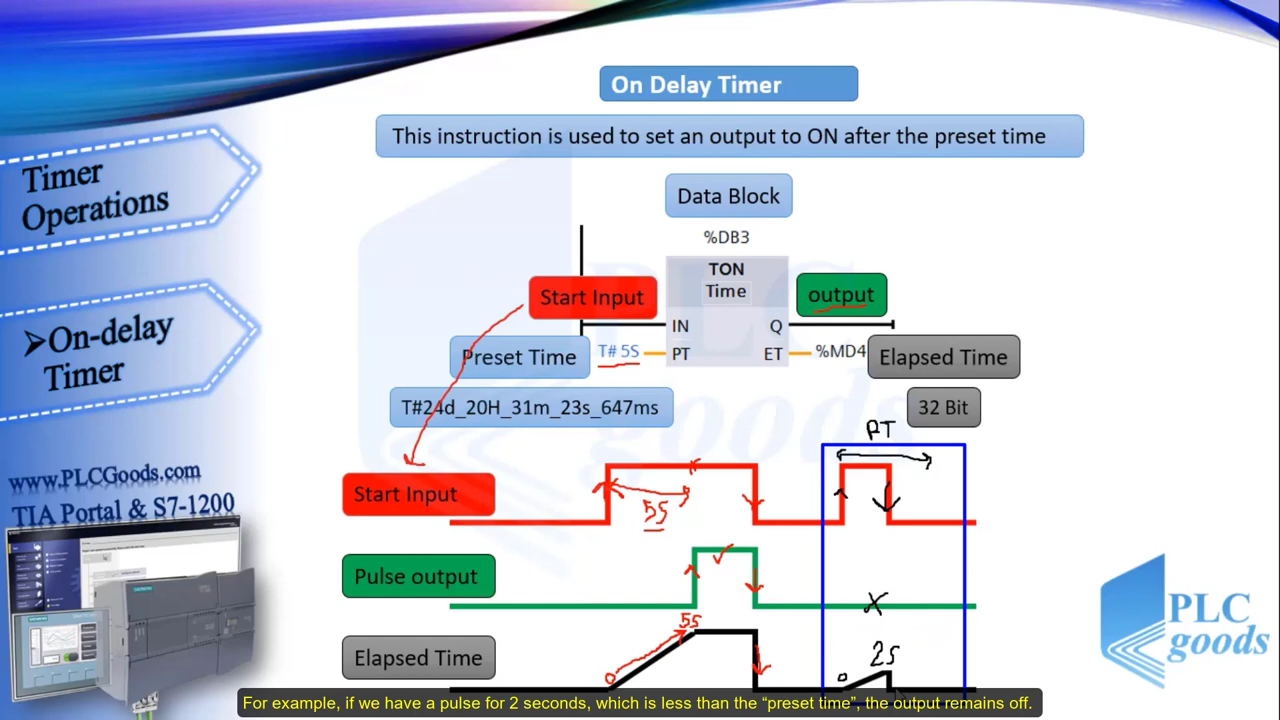 On Delay Timer
This instruction is used to set an output to ON after the preset time
Timer
Operations
On-delay
Timer
www.PLCGoods.com
TIA Portal & S7-1200
Data Block
%DB3
TON
Time
Start Input
output
IN
Q
Preset Time
T# 5S
PT
ET
%MD4
Elapsed Time
T#24d_20H_31m_23s_647ms
32 Bit
PT
Start Input
5S
Pulse output
X
5S
Elapsed Time
0
0
2S
PLC
goods
PLC
goods
For example, if we have a pulse for 2 seconds, which is less than the “preset time”, the output remains off.